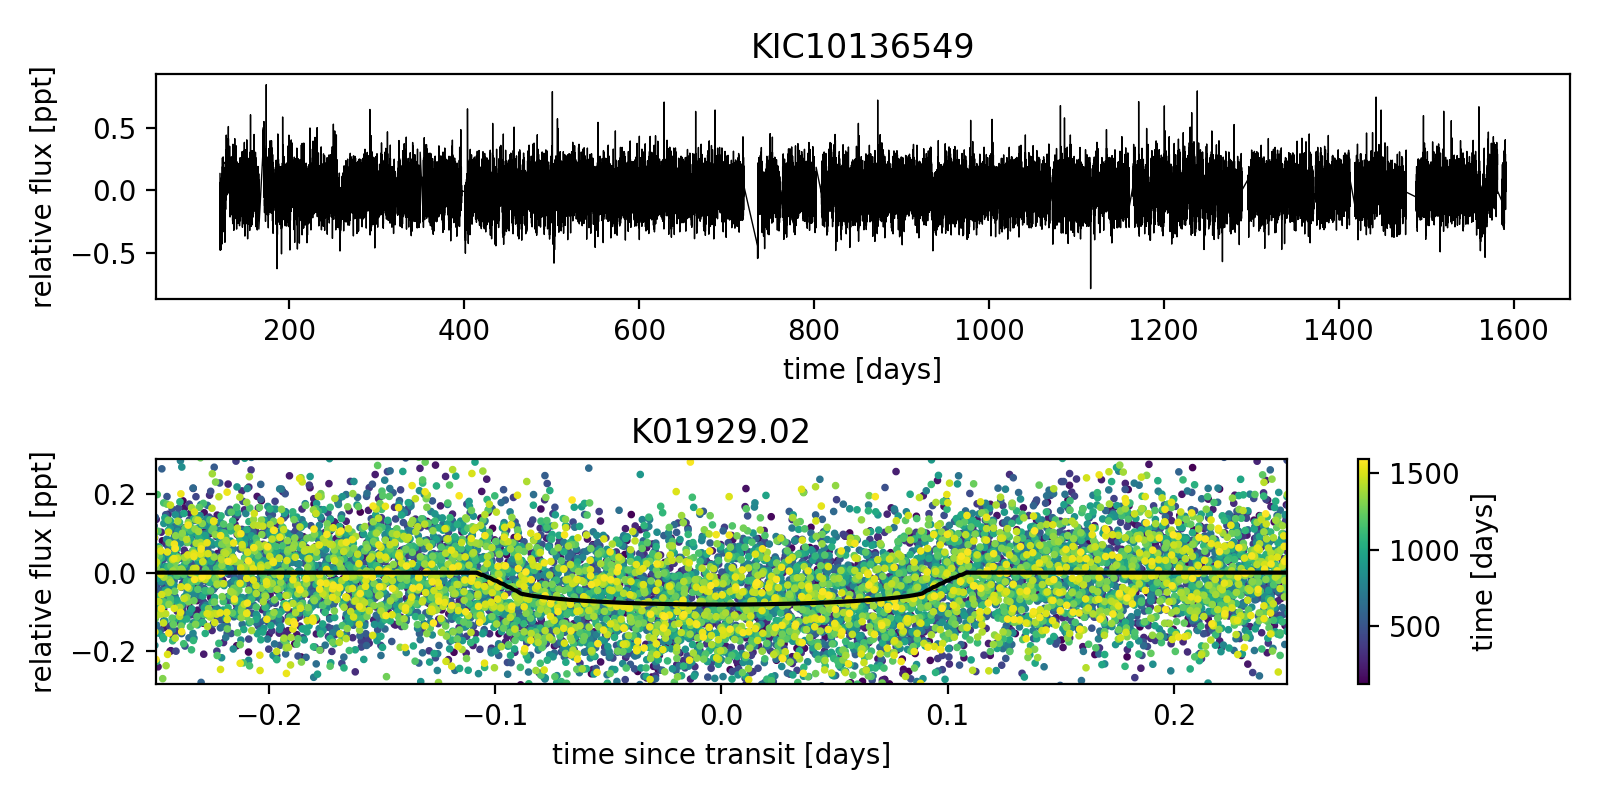 KIC10136549
relative flux [ppt]
0.5
0.0
−0.5
200 400 600 800 1000 1200 1400 1600
time [days]
K01929.02
relative flux [ppt]
0.2
0.0
−0.2
−0.2 −0.1 0.0 0.1 0.2
time since transit [days]
1500
1000
500
time [days]